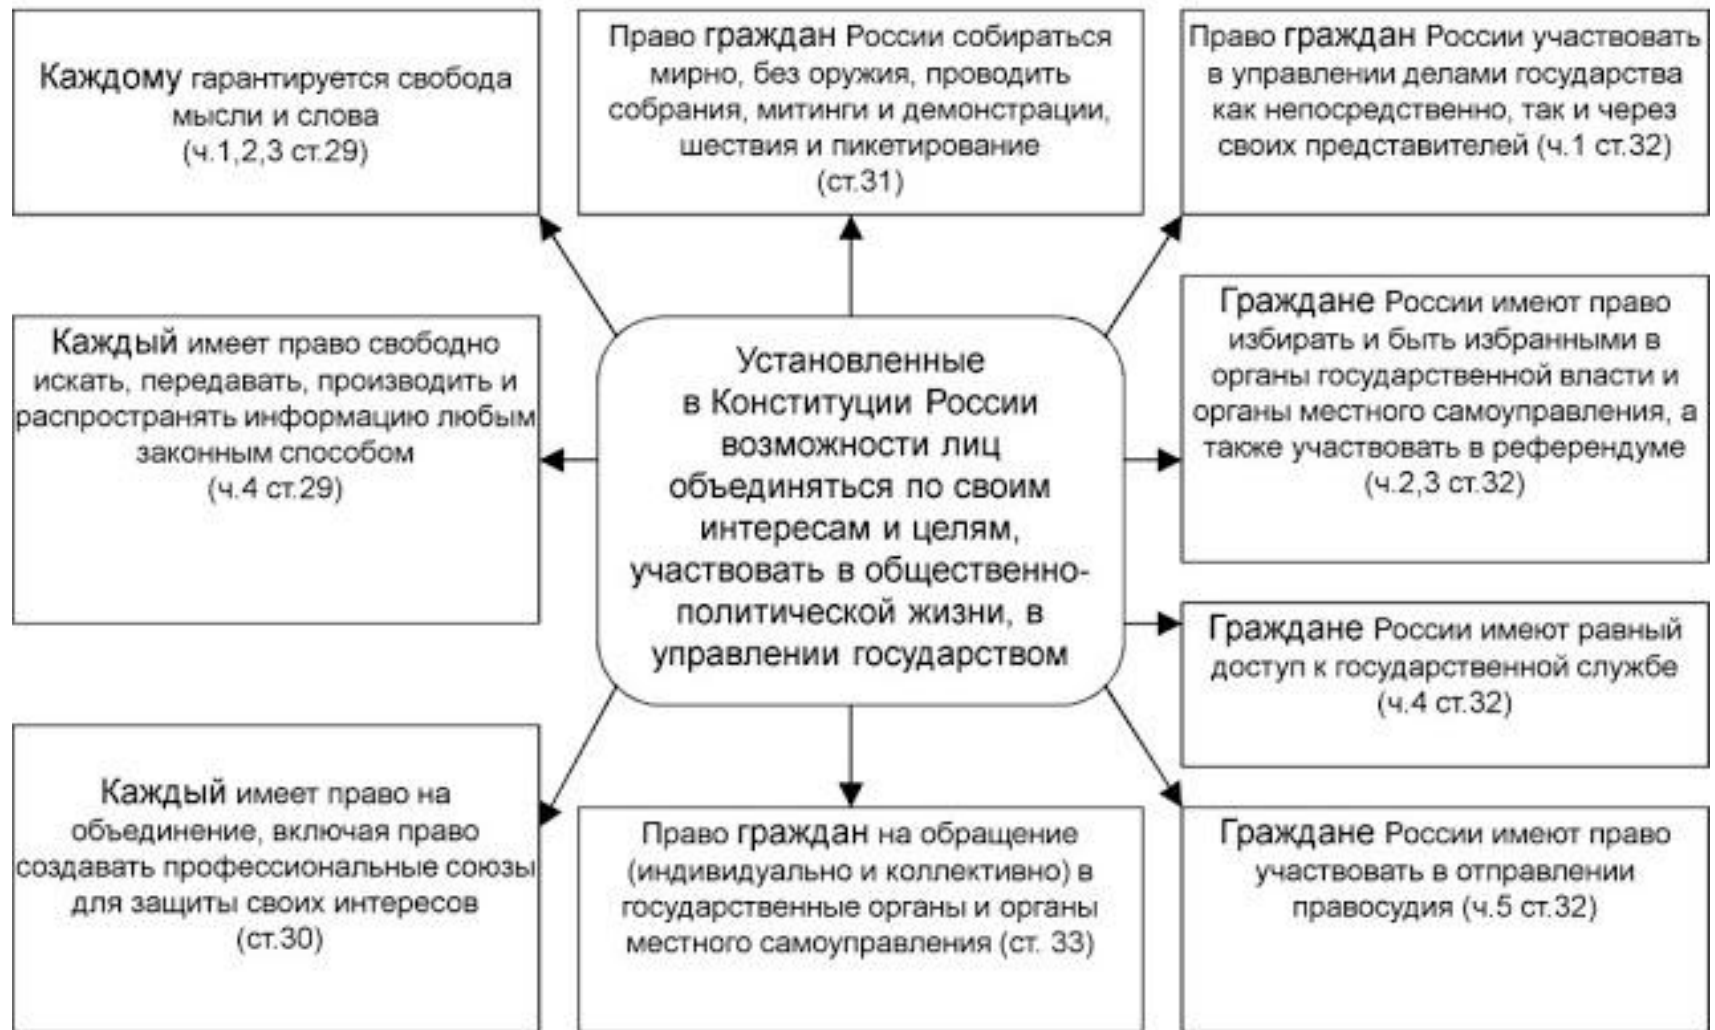 Каждому гарантируется свобода
мысли и слова
(ч.1,2,3 ст.29)
Право граждан России собираться
мирно, без оружия, проводить
собрания, митинги и демонстрации,
шествия и пикетирование
(ст.31)
Право граждан России участвовать
в управлении делами государства
как непосредственно, так и через
своих представителей (ч.1 ст.32)
Каждый имеет право свободно
искать, передавать, производить и
распространять информацию любым
законным способом
(ч.4 ст.29)
Установленные
в Конституции России
возможности лиц
объединяться по своим
интересам и целям,
участвовать в общественно-
политической жизни, в
управлении государством
Граждане России имеют право
избирать и быть избранными в
органы государственной власти и
органы местного самоуправления, а
также участвовать в референдуме
(ч.2,3 ст.32)
Граждане России имеют равный
доступ к государственной службе
(ч.4 ст.32)
Каждый имеет право на
объединение, включая право
создавать профессиональные союзы
для защиты своих интересов
(ст.30)
Право граждан на обращение
(индивидуально и коллективно) в
государственные органы и органы
местного самоуправления (ст. 33)
Граждане России имеют право
участвовать в отправлении
правосудия (ч.5 ст.32)